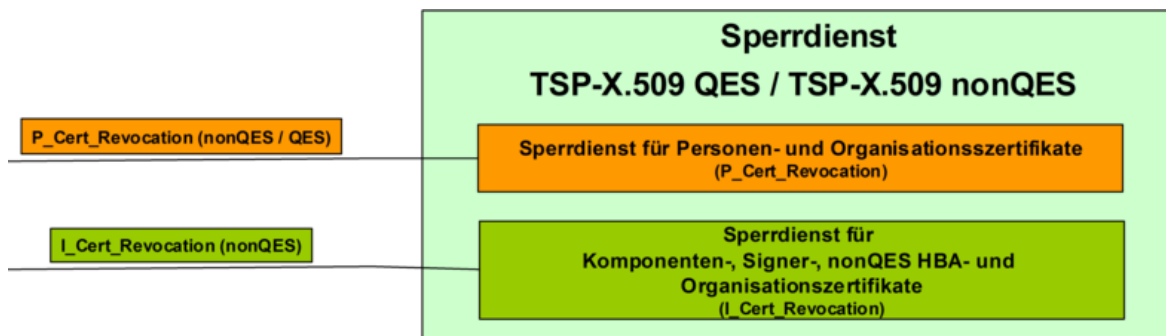 Sperrdienst
TSP-X.509 QES / TSP-X.509 nonQES
P_Cert_Revocation (nonQES / QES)
Sperrdienst für Personen- und Organisationsszertifikate
(P_Cert_Revocation)
I_Cert_Revocation (nonQES)
Sperrdienst für
Komponenten-, Signer-, nonQES HBA- und
Organisationszertifikate
(I_Cert_Revocation)